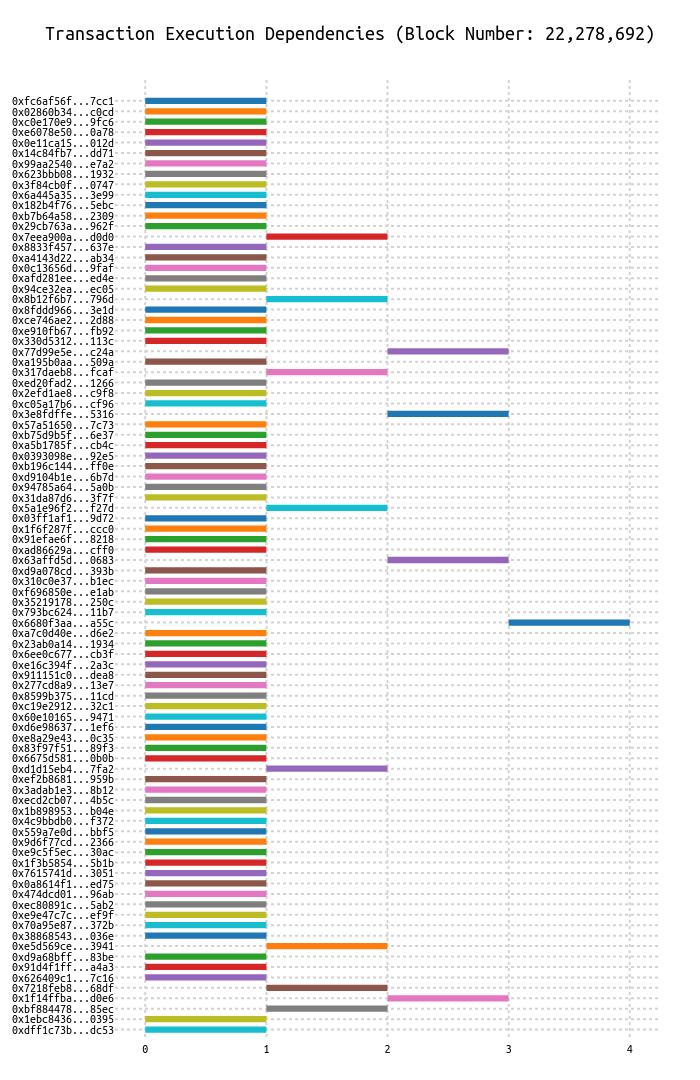 Transaction Execution Dependencies (Block Number: 22,278,692)
0xfc6af56f...7cc1
0x02860b34...c0cd
0xc0e170e9...9fc6
0xe6078e50...0a78
0x0e11ca15...012d
0x14c84fb7...dd71
0x99aa2540...e7a2
0x623bbb08...1932
0x3f84cb0f...0747
0x6a445a35...3e99
0x182b4f76...5ebc
0xb7b64a58...2309
0x29cb763a...962f
0x7eea900a...d0d0
0x8833f457...637e
0xa4143d22...ab34
0x0c13656d...9faf
0xafd281ee...ed4e
0x94ce32ea...ec05
0x8b12f6b7...796d
0x8fddd966...3e1d
0xce746ae2...2d88
0xe910fb67...fb92
0x330d5312...113c
0x77d99e5e...c24a
0xa195b0aa...509a
0x317daeb8...fcaf
0xed20fad2...1266
0x2efd1ae8...c9f8
0xc05a17b6...cf96
0x3e8fdffe...5316
0x57a51650...7c73
0xb75d9b5f...6e37
0xa5b1785f...cb4c
0x0393098e...92e5
0xb196c144...ff0e
0xd9104b1e...6b7d
0x94785a64...5a0b
0x31da87d6...3f7f
0x5a1e96f2...f27d
0x03ff1af1...9d72
0x1f6f287f...ccc0
0x91efae6f...8218
0xad86629a...cff0
0x63affd5d...0683
0xd9a078cd...393b
0x310c0e37...b1ec
0xf696850e...e1ab
0x35219178...250c
0x793bc624...11b7
0x6680f3aa...a55c
0xa7c0d40e...d6e2
0x23ab0a14...1934
0x6ee0c677...cb3f
0xe16c394f...2a3c
0x911151c0...dea8
0x277cd8a9...13e7
0x8599b375...11cd
0xc19e2912...32c1
0x60e10165...9471
0xd6e98637...1ef6
0xe8a29e43...0c35
0x83f97f51...89f3
0x6675d581...0b0b
0xd1d15eb4...7fa2
0xef2b8681...959b
0x3adab1e3...8b12
0xecd2cb07...4b5c
0x1b898953...b04e
0x4c9bbdb0...f372
0x559a7e0d...bbf5
0x9d6f77cd...2366
0xe9c5f5ec...30ac
0x1f3b5854...5b1b
0x7615741d...3051
0x0a8614f1...ed75
0x474dcd01...96ab
0xec80891c...5ab2
0xe9e47c7c...ef9f
0x70a95e87...372b
0x38868543...036e
0xe5d569ce...3941
0xd9a68bff...83be
0x91d4f1ff...a4a3
0x626409c1...7c16
0x7218feb8...68df
0x1f14ffba...d0e6
0xbf884478...85ec
0x1ebc8436...0395
0xdff1c73b...dc53
0 1 2 3 4